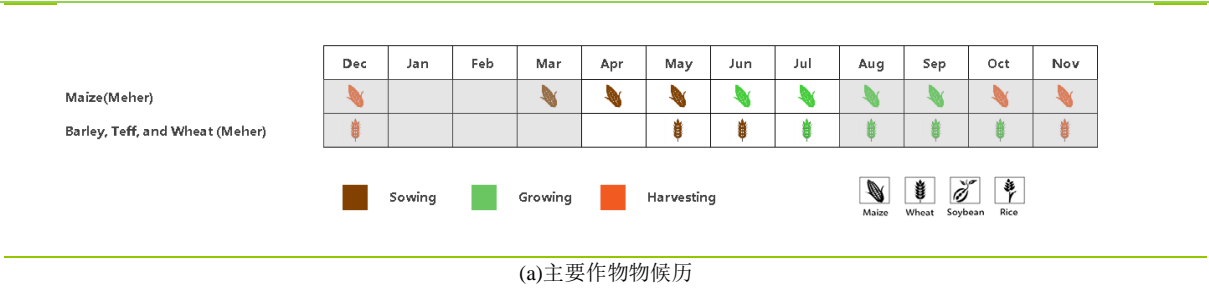 Dec Jan Feb Mar Apr May Jun Jul Aug Sep Oct Nov
Maize(Meher)
Barley, Teff, and Wheat (Meher)
Sowing Growing Harvesting
Maize Wheat Soybean Rice
(a)主要作物物候历